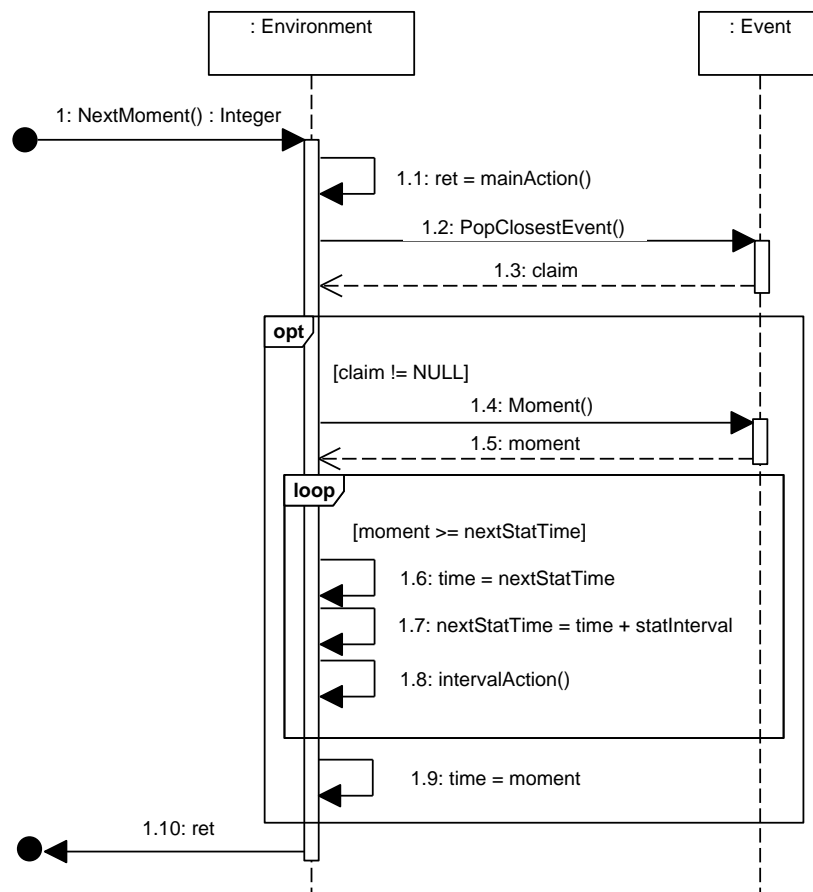 : Environment
: Event
1: NextMoment() : Integer
1.1: ret = mainAction()
1.2: PopClosestEvent()
1.3: claim
opt
[claim != NULL]
1.4: Moment()
1.5: moment
loop
[moment >= nextStatTime]
1.6: time = nextStatTime
1.7: nextStatTime = time + statInterval
1.8: intervalAction()
1.9: time = moment
1.10: ret